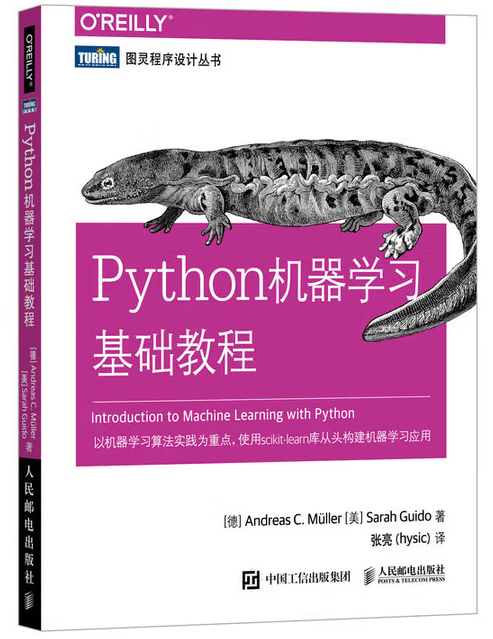 O'REILLY®
TURING 图灵程序设计丛书
Python机器学习
基础教程
Introduction to Machine Learning with Python
以机器学习算法实践为重点，使用scikit-learn库从头构建机器学习应用
[德] Andreas C. Müller [美] Sarah Guido 著
张亮 (hysic) 译
中国工信出版集团
人民邮电出版社
POSTS & TELECOM PRESS
O'REILLY®
TURING
Python机器学习基础教程
[德] Andreas C. Müller
[美] Sarah Guido 著
人民邮电出版社